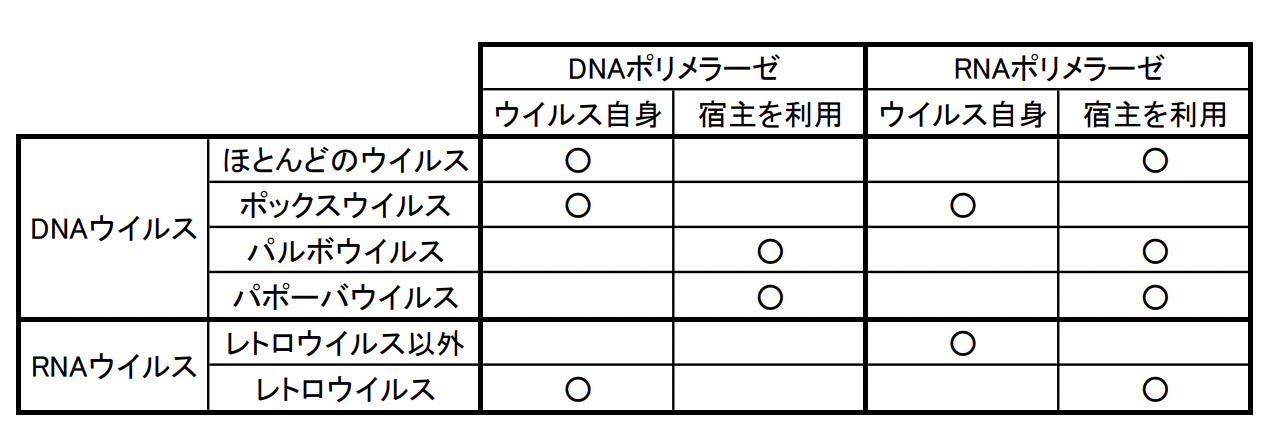 DNAポリメラーゼ RNAポリメラーゼ
ウイルス自身 宿主を利用 ウイルス自身 宿主を利用
DNAウイルス
ほとんどのウイルス 〇 〇
ポックスウイルス 〇 〇
パルボウイルス 〇 〇
パポーバウイルス 〇 〇
RNAウイルス
レトロウイルス以外 〇
レトロウイルス 〇 〇